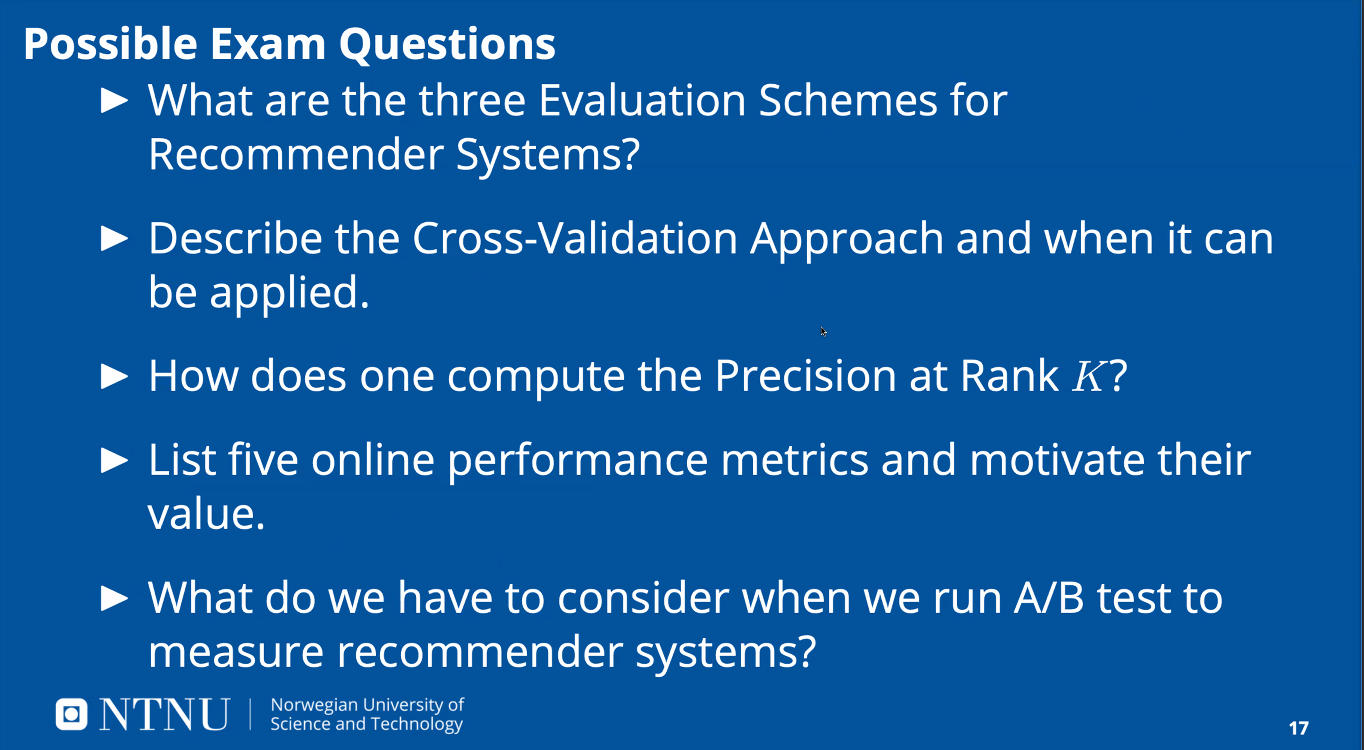 Possible Exam Questions
▶ What are the three Evaluation Schemes for
Recommender Systems?
▶ Describe the Cross-Validation Approach and when it can
be applied.
▶ How does one compute the Precision at Rank K?
▶ List five online performance metrics and motivate their
value.
▶ What do we have to consider when we run A/B test to
measure recommender systems?
NTNU
Norwegian University of
Science and Technology
17